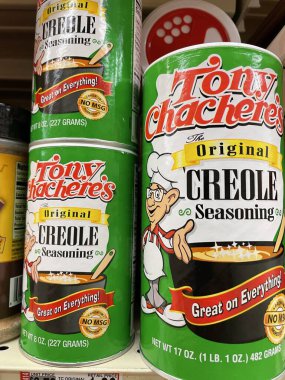 Original
CREOLE
Seasoning
Great on Everything!
NO MSG
NET WT 8 OZ. (227 GRAMS)
Tony
Chachere's
Original
CREOLE
Seasoning
Great on Everything!
NO MSG
NET WT 8 OZ. (227 GRAMS)
Tony
Chachere's
The
Original
CREOLE
Seasoning
Great on Everything!
NO MSG
NET WT 17 OZ. (1 LB. 1 OZ.) 482 GRAMS